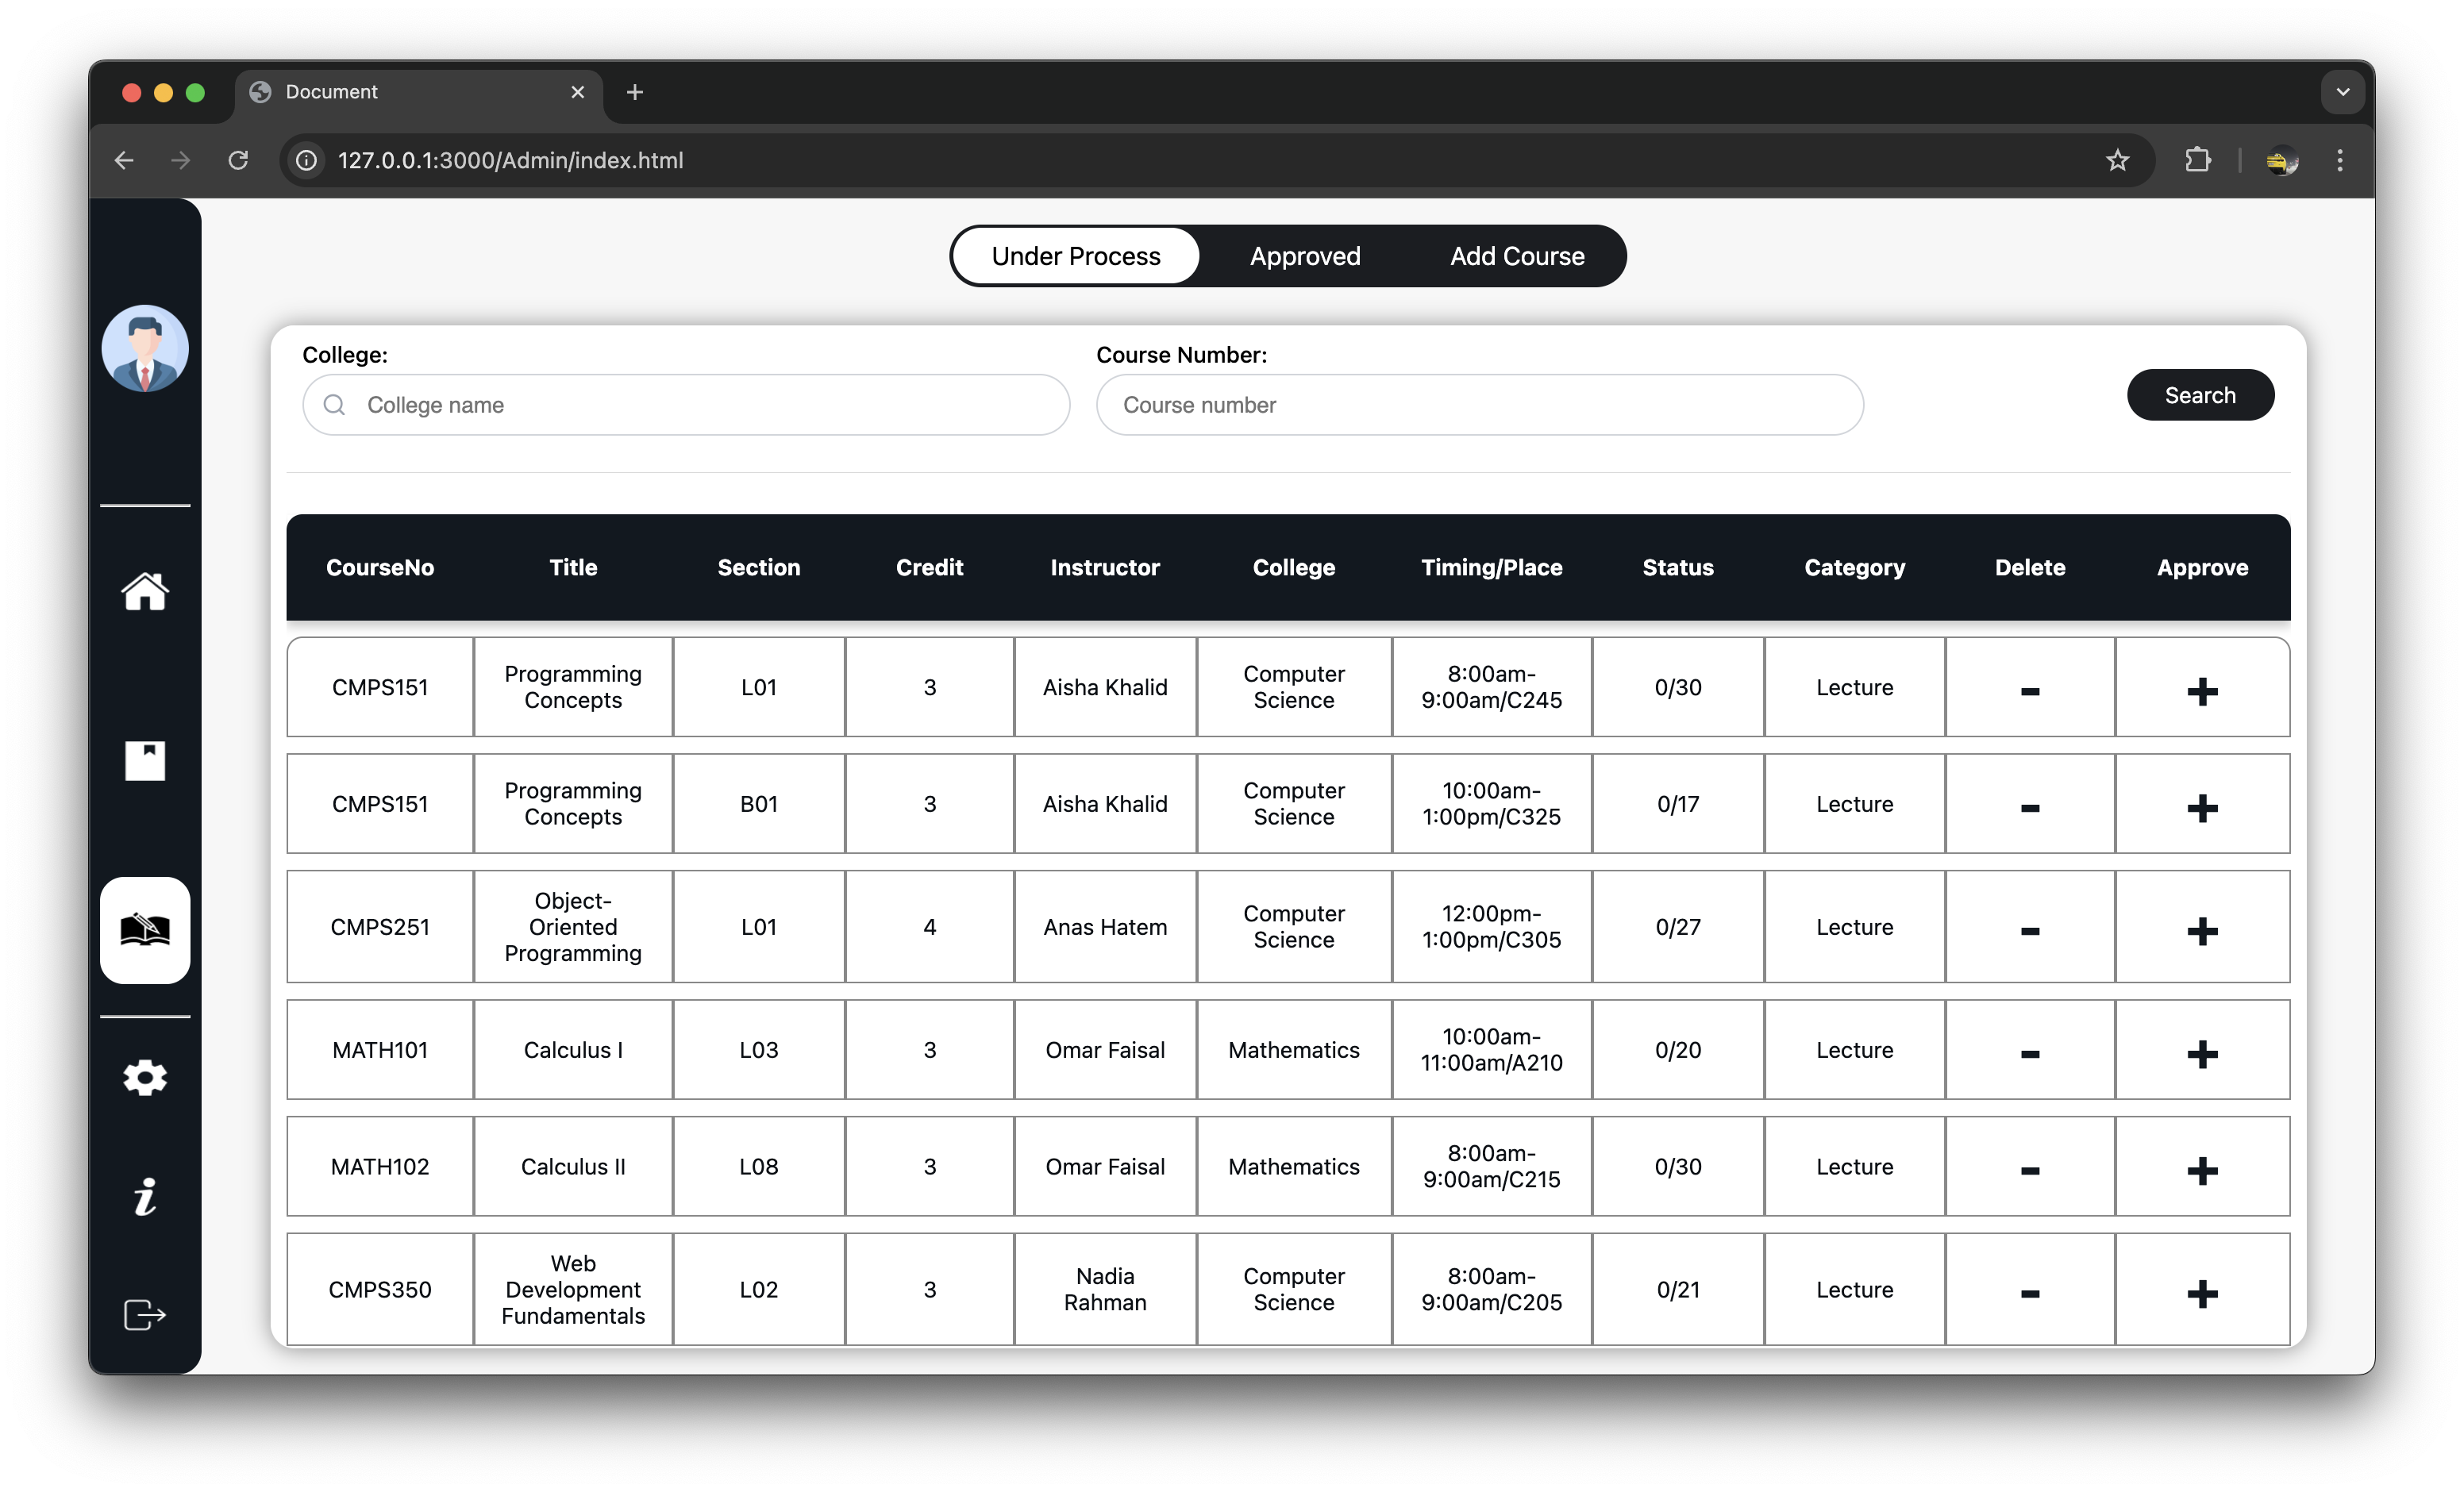 Document
127.0.0.1:3000/Admin/index.html
Under Process Approved Add Course
College: Course Number:
College name Course number Search
CourseNo Title Section Credit Instructor College Timing/Place Status Category Delete Approve
CMPS151 Programming Concepts L01 3 Aisha Khalid Computer Science 8:00am-9:00am/C245 0/30 Lecture - +
CMPS151 Programming Concepts B01 3 Aisha Khalid Computer Science 10:00am-1:00pm/C325 0/17 Lecture - +
CMPS251 Object-Oriented Programming L01 4 Anas Hatem Computer Science 12:00pm-1:00pm/C305 0/27 Lecture - +
MATH101 Calculus I L03 3 Omar Faisal Mathematics 10:00am-11:00am/A210 0/20 Lecture - +
MATH102 Calculus II L08 3 Omar Faisal Mathematics 8:00am-9:00am/C215 0/30 Lecture - +
CMPS350 Web Development Fundamentals L02 3 Nadia Rahman Computer Science 8:00am-9:00am/C205 0/21 Lecture - +